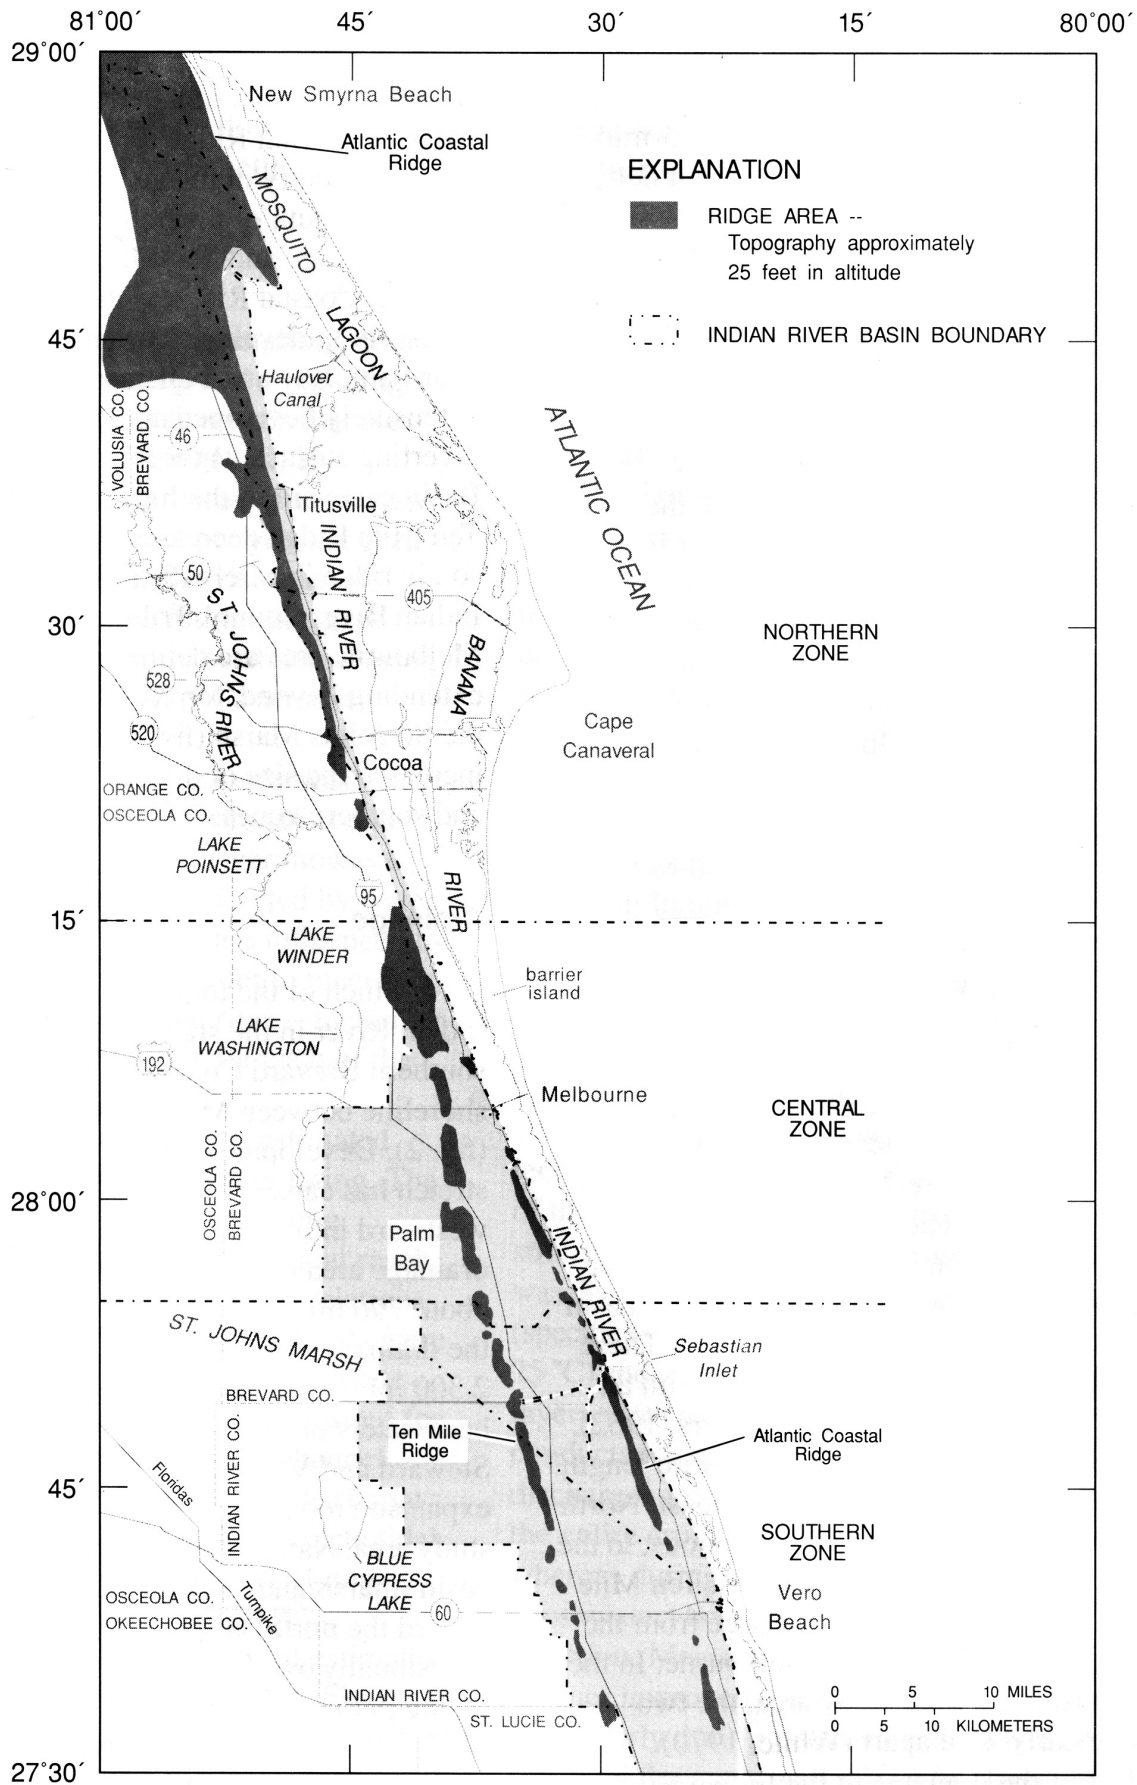 81°00′ 45′ 30′ 15′ 80°00′
29°00′
New Smyrna Beach
Atlantic Coastal
Ridge
EXPLANATION
RIDGE AREA --
Topography approximately
25 feet in altitude
INDIAN RIVER BASIN BOUNDARY
MOSQUITO
LAGOON
45′
Haulover
Canal
VOLUSIA CO.
BREVARD CO.
46
ATLANTIC OCEAN
Titusville
INDIAN RIVER
50
405
ST. JOHNS RIVER
30′
NORTHERN
ZONE
BANANA
528
520
Cape
Canaveral
Cocoa
ORANGE CO.
OSCEOLA CO.
LAKE
POINSETT
95
RIVER
15′
LAKE
WINDER
barrier
island
LAKE
WASHINGTON
192
Melbourne
CENTRAL
ZONE
OSCEOLA CO.
BREVARD CO.
28°00′
Palm
Bay
INDIAN RIVER
ST. JOHNS MARSH
Sebastian
Inlet
BREVARD CO.
INDIAN RIVER CO.
Ten Mile
Ridge
Atlantic Coastal
Ridge
Floridas
Turnpike
45′
SOUTHERN
ZONE
BLUE
CYPRESS
LAKE
Vero
Beach
OSCEOLA CO.
OKEECHOBEE CO.
60
INDIAN RIVER CO.
ST. LUCIE CO.
0 5 10 MILES
0 5 10 KILOMETERS
27°30′